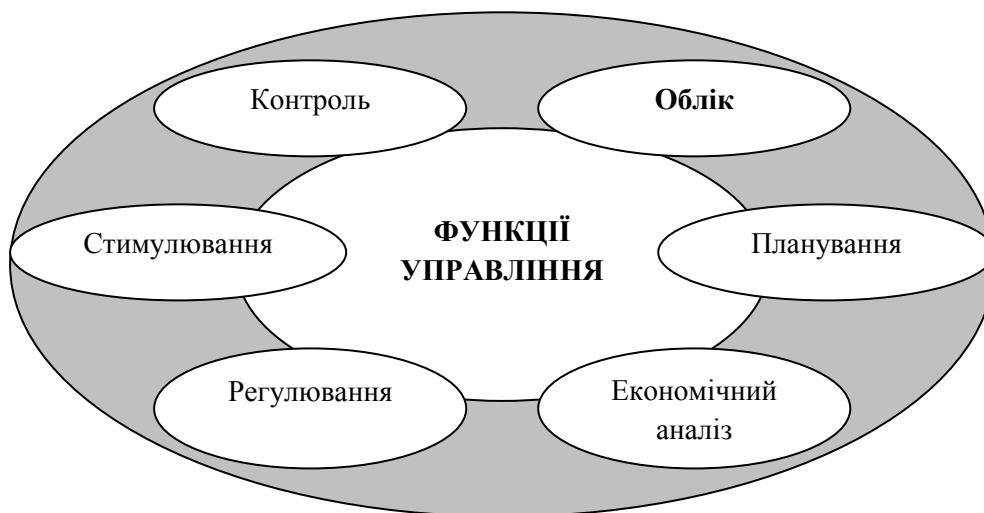 Контроль
Облік
Стимулювання
ФУНКЦІЇ
УПРАВЛІННЯ
Планування
Регулювання
Економічний
аналіз